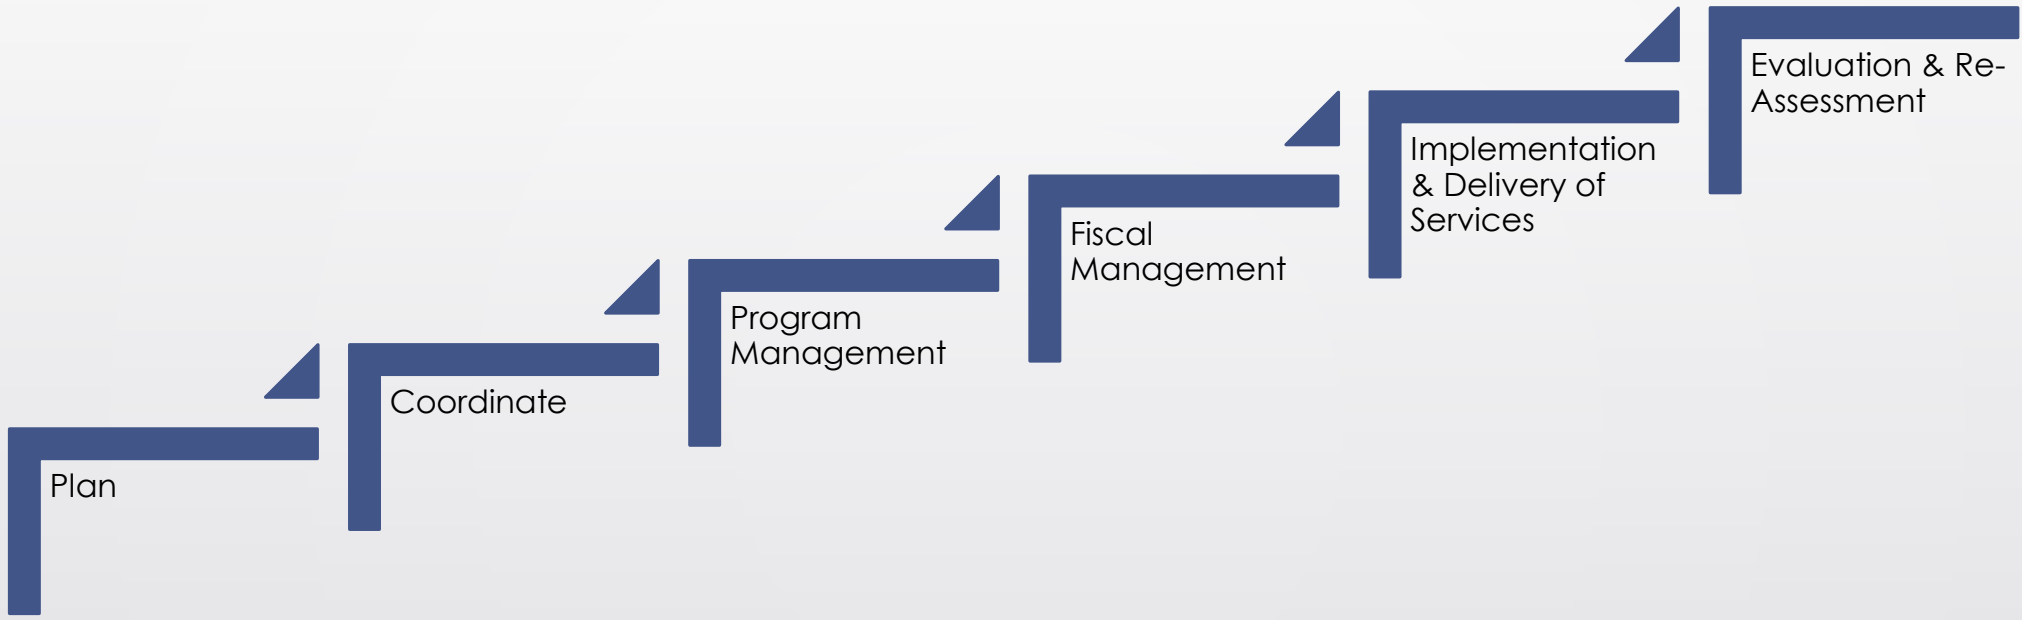 Plan
Coordinate
Program
Management
Fiscal
Management
Implementation
& Delivery of
Services
Evaluation & Re-
Assessment